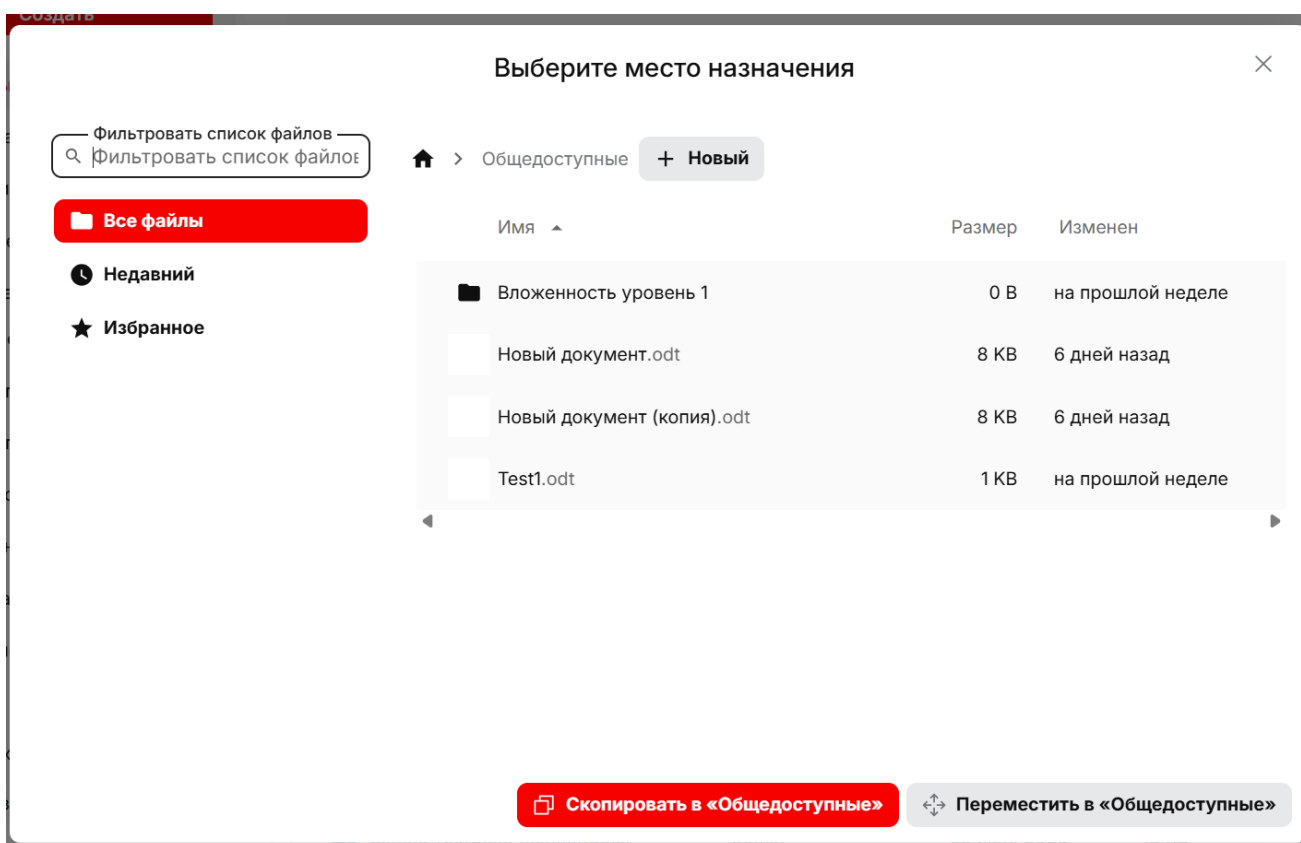 Создать
Выберите место назначения
Фильтровать список файлов
Фильтровать список файлов
Общедоступные
Новый
Все файлы
Недавний
Избранное
Имя Размер Изменен
Вложенность уровень 1 0 B на прошлой неделе
Новый документ.odt 8 KB 6 дней назад
Новый документ (копия).odt 8 KB 6 дней назад
Test1.odt 1 KB на прошлой неделе
Скопировать в «Общедоступные»
Переместить в «Общедоступные»